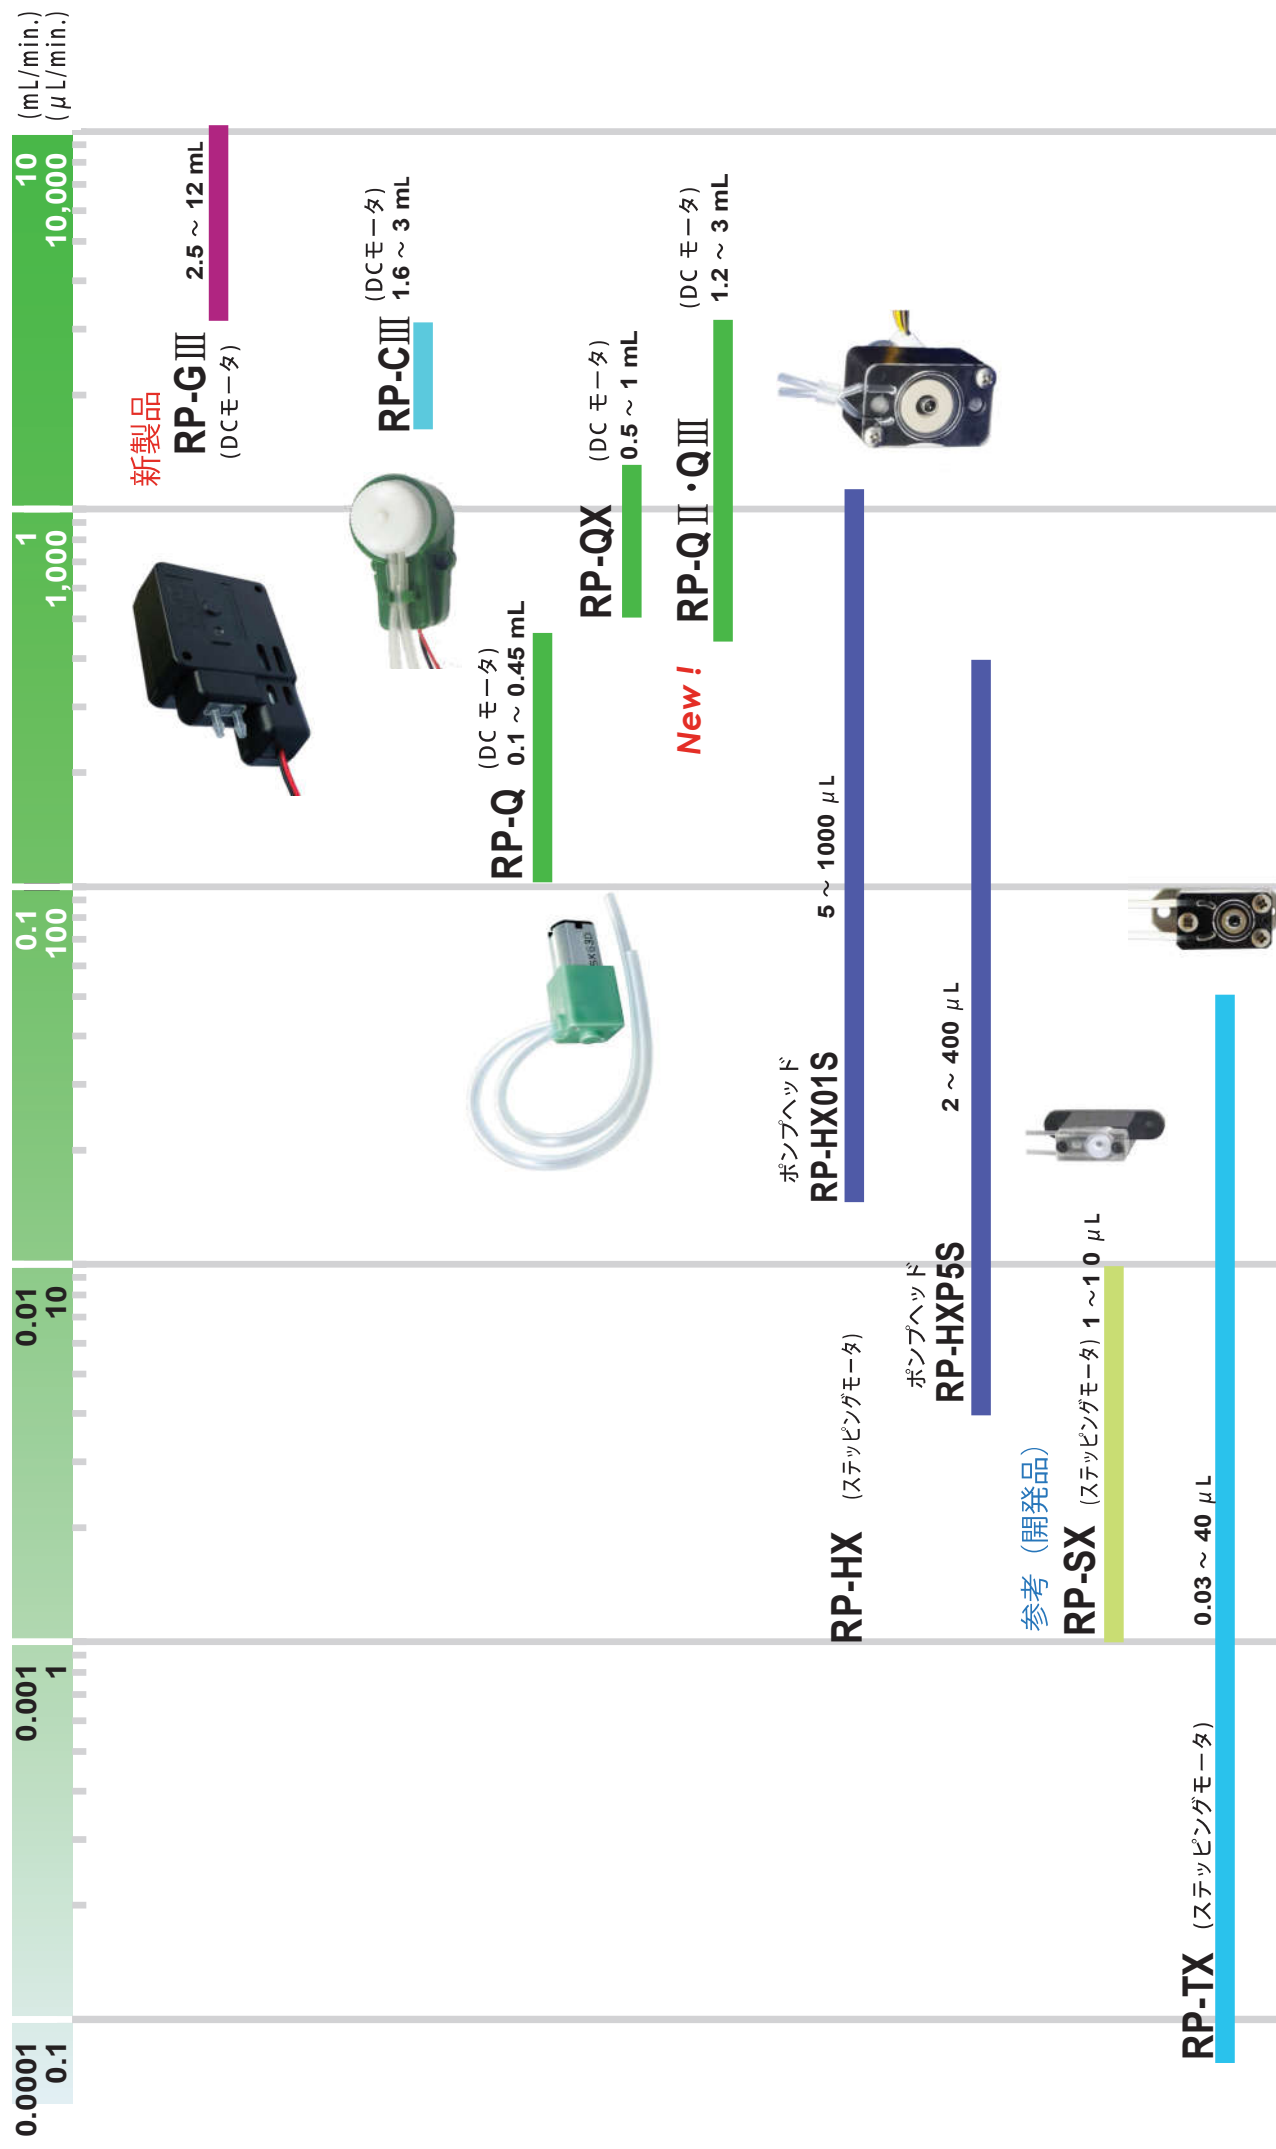 (mL/min.)
(μL/min.)
0.0001 0.001 0.01 0.1 1 10
0.1 1 10 100 1,000 10,000
新製品
RP-GⅢ 2.5 ~ 12 mL
(DCモータ)
(DCモータ)
RP-CⅢ 1.6 ~ 3 mL
(DC モータ)
RP-Q 0.1 ~ 0.45 mL
(DC モータ)
RP-QX 0.5 ~ 1 mL
New !
(DC モータ)
RP-QⅡ・QⅢ 1.2 ~ 3 mL
ポンプヘッド
RP-HX01S 5 ~ 1000 μL
RP-HX (ステッピングモータ)
ポンプヘッド
RP-HXP5S 2 ~ 400 μL
参考 (開発品)
RP-SX (ステッピングモータ) 1 ~1 0 μL
RP-TX (ステッピングモータ) 0.03 ~ 40 μL